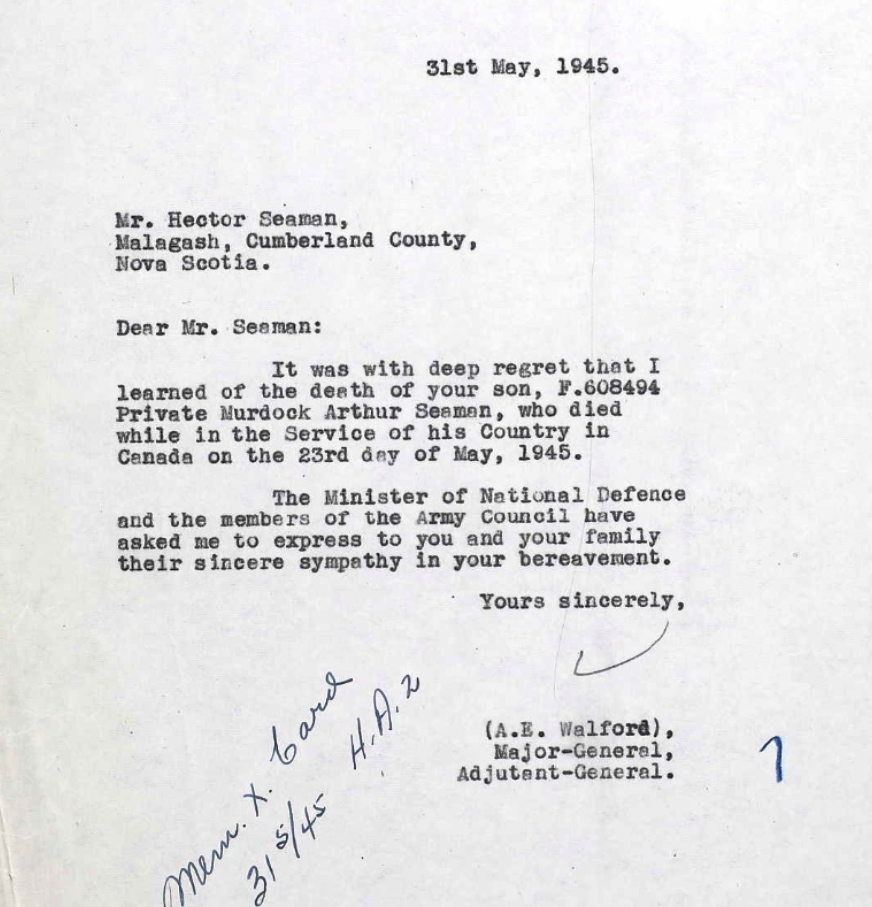 31st May, 1945.
Mr. Hector Seaman,
Malagash, Cumberland County,
Nova Scotia.
Dear Mr. Seaman:
It was with deep regret that I
learned of the death of your son, F.608494
Private Murdock Arthur Seaman, who died
while in the Service of his Country in
Canada on the 23rd day of May, 1945.
The Minister of National Defence
and the members of the Army Council have
asked me to express to you and your family
their sincere sympathy in your bereavement.
Yours sincerely,
(A.E. Walford),
Major-General,
Adjutant-General.
Mem. X. Card
31 5/45 H.A.2